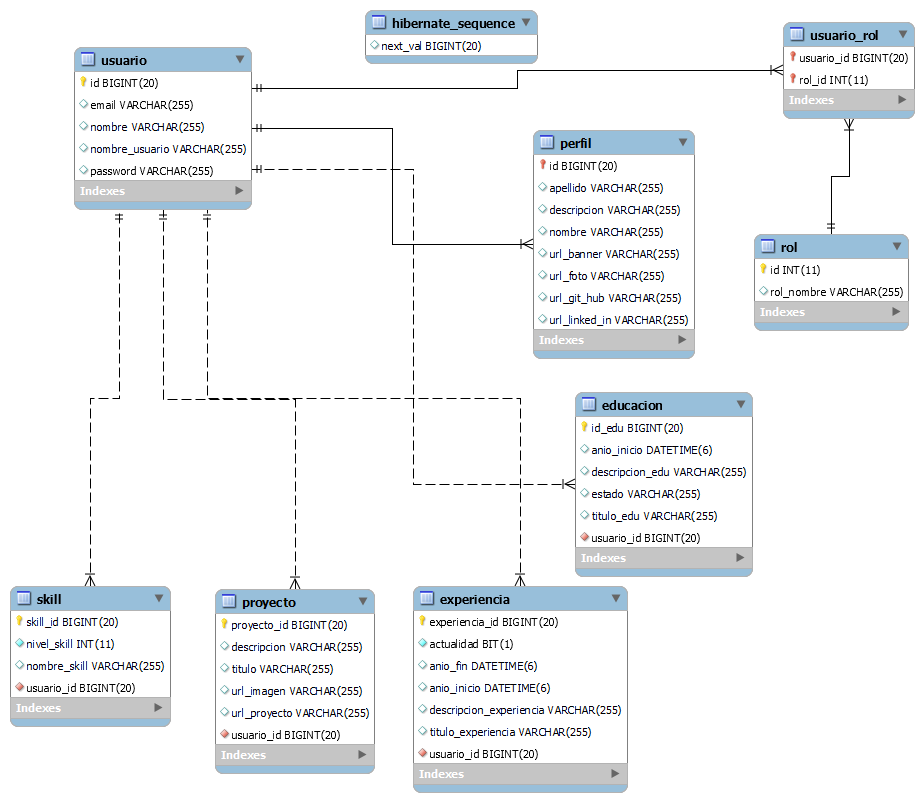 hibernate_sequence
next_val BIGINT(20)
usuario
id BIGINT(20)
email VARCHAR(255)
nombre VARCHAR(255)
nombre_usuario VARCHAR(255)
password VARCHAR(255)
Indexes
usuario_rol
usuario_id BIGINT(20)
rol_id INT(11)
Indexes
perfil
id BIGINT(20)
apellido VARCHAR(255)
descripcion VARCHAR(255)
nombre VARCHAR(255)
url_banner VARCHAR(255)
url_foto VARCHAR(255)
url_git_hub VARCHAR(255)
url_linked_in VARCHAR(255)
Indexes
rol
id INT(11)
rol_nombre VARCHAR(255)
Indexes
educacion
id_edu BIGINT(20)
anio_inicio DATETIME(6)
descripcion_edu VARCHAR(255)
estado VARCHAR(255)
titulo_edu VARCHAR(255)
usuario_id BIGINT(20)
Indexes
skill
skill_id BIGINT(20)
nivel_skill INT(11)
nombre_skill VARCHAR(255)
usuario_id BIGINT(20)
Indexes
proyecto
proyecto_id BIGINT(20)
descripcion VARCHAR(255)
titulo VARCHAR(255)
url_imagen VARCHAR(255)
url_proyecto VARCHAR(255)
usuario_id BIGINT(20)
Indexes
experiencia
experiencia_id BIGINT(20)
actualidad BIT(1)
anio_fin DATETIME(6)
anio_inicio DATETIME(6)
descripcion_experiencia VARCHAR(255)
titulo_experiencia VARCHAR(255)
usuario_id BIGINT(20)
Indexes